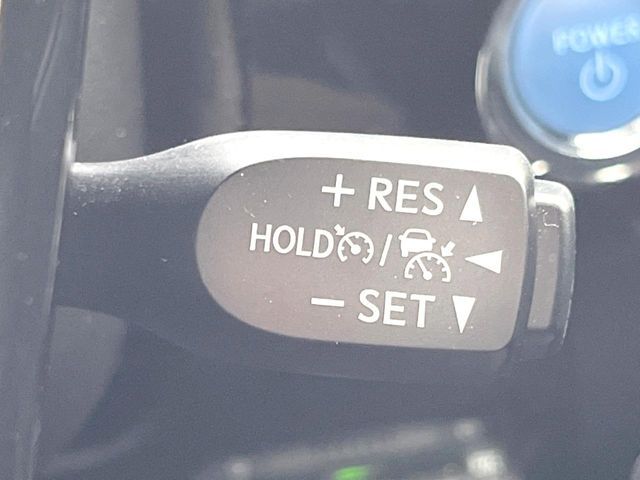 POWER
+ RES ▲
HOLD / ◀
− SET ▼